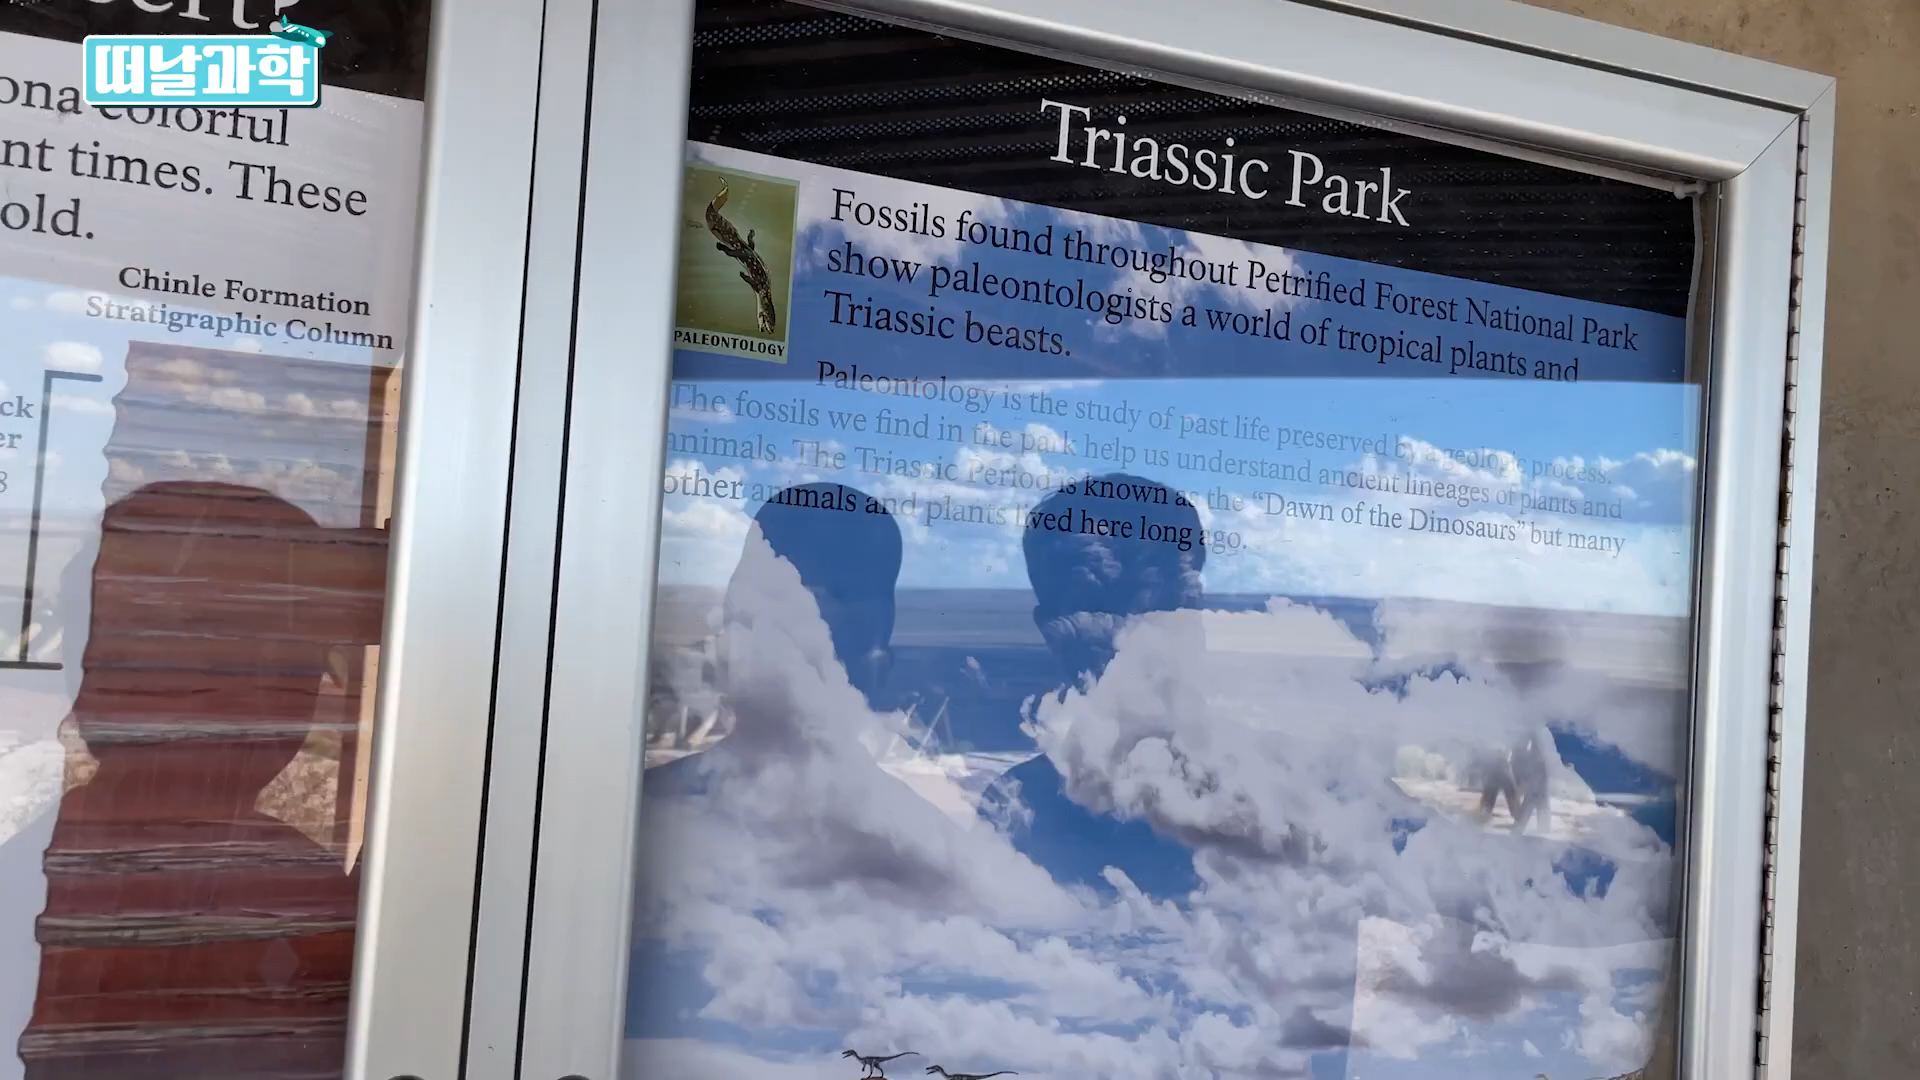 떠날과학
ona colorful
nt times. These
old.
Chinle Formation
Stratigraphic Column
ck
er
8
Triassic Park
Fossils found throughout Petrified Forest National Park
show paleontologists a world of tropical plants and
Triassic beasts.
PALEONTOLOGY
Paleontology is the study of past life preserved by a geologic process.
The fossils we find in the park help us understand ancient lineages of plants and
animals. The Triassic Period is known as the “Dawn of the Dinosaurs” but many
other animals and plants lived here long ago.